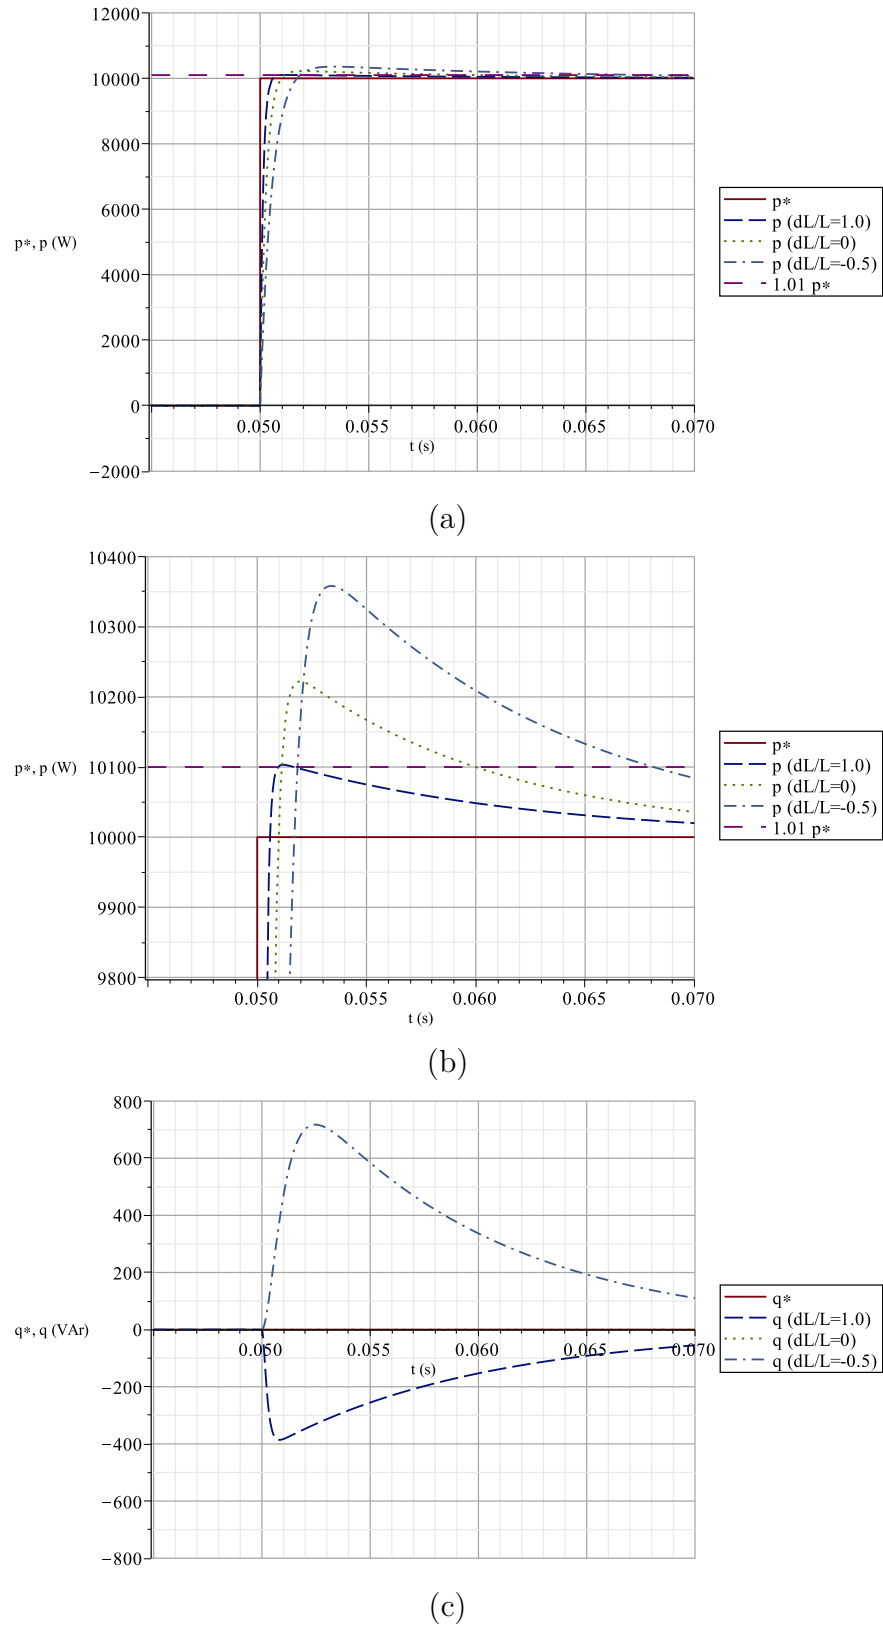 12000
10000
8000
6000
p*, p (W)
4000
2000
0
0.050 0.055 0.060 0.065 0.070
t (s)
−2000
p*
p (dL/L=1.0)
p (dL/L=0)
p (dL/L=-0.5)
1.01 p*
(a)
10400
10300
10200
p*, p (W)
10100
10000
9900
9800
0.050 0.055 0.060 0.065 0.070
t (s)
p*
p (dL/L=1.0)
p (dL/L=0)
p (dL/L=-0.5)
1.01 p*
(b)
800
600
400
200
q*, q (VAr)
0
0.050 0.055 0.060 0.065 0.070
t (s)
−200
−400
−600
−800
q*
q (dL/L=1.0)
q (dL/L=0)
q (dL/L=-0.5)
(c)